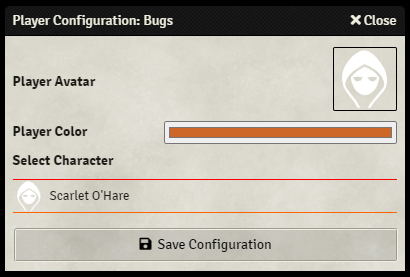 Player Configuration: Bugs
Close
Player Avatar
Player Color
Select Character
Scarlet O'Hare
Save Configuration